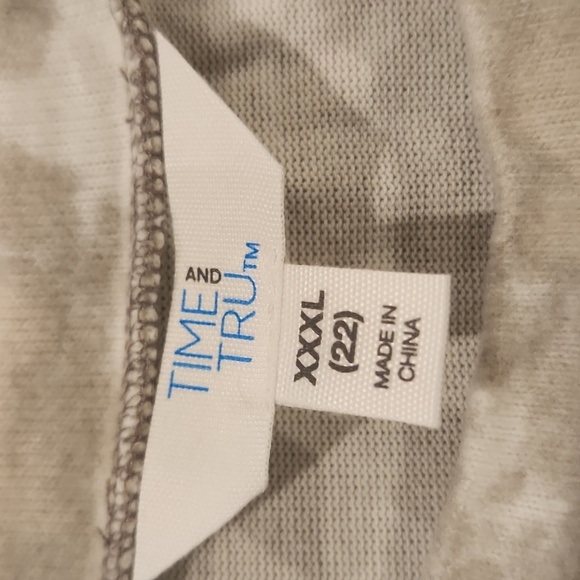 TIME AND
TRU™
XXXL
(22)
MADE IN
CHINA